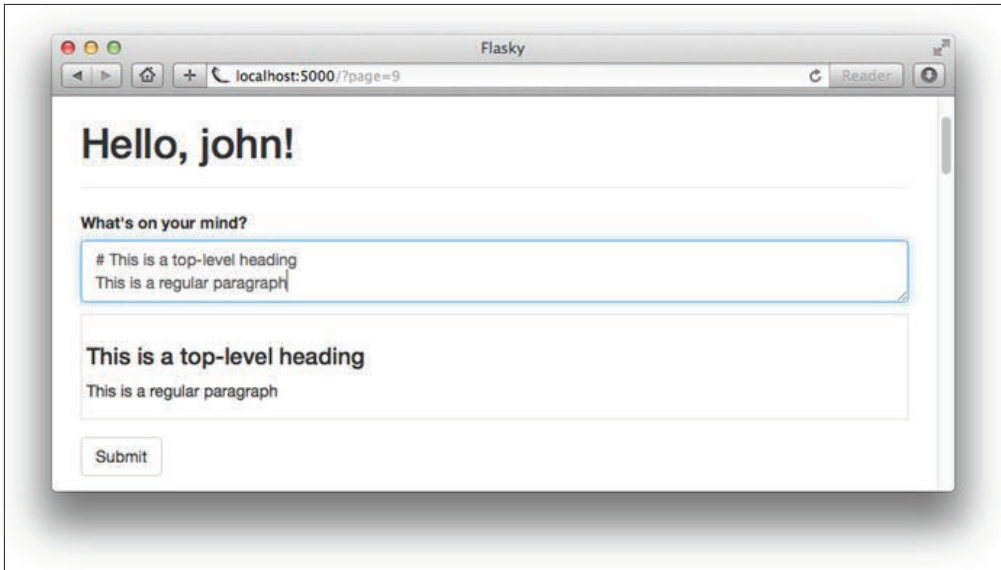 Flasky
localhost:5000/?page=9
Reader
Hello, john!
What's on your mind?
# This is a top-level heading
This is a regular paragraph
This is a top-level heading
This is a regular paragraph
Submit